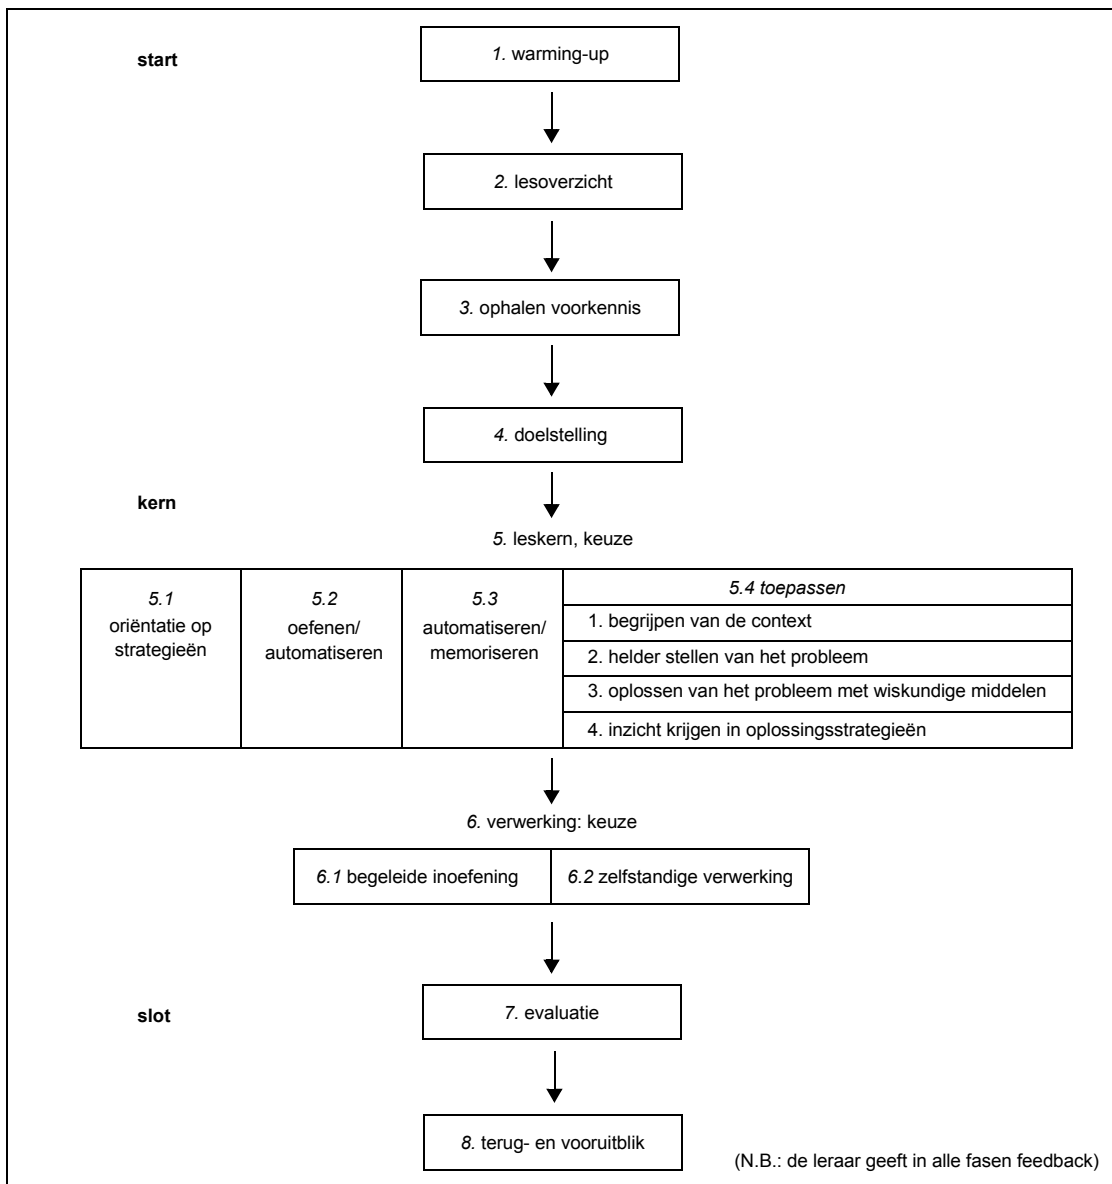 start
1. warming-up
2. lesoverzicht
3. ophalen voorkennis
4. doelstelling
kern
5. leskern, keuze
5.1
oriëntatie op
strategieën
5.2
oefenen/
automatiseren
5.3
automatiseren/
memoriseren
5.4 toepassen
1. begrijpen van de context
2. helder stellen van het probleem
3. oplossen van het probleem met wiskundige middelen
4. inzicht krijgen in oplossingsstrategieën
6. verwerking: keuze
6.1 begeleide inoefening
6.2 zelfstandige verwerking
slot
7. evaluatie
8. terug- en vooruitblik
(N.B.: de leraar geeft in alle fasen feedback)